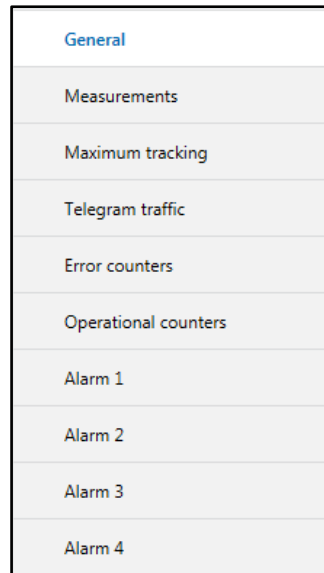 General
Measurements
Maximum tracking
Telegram traffic
Error counters
Operational counters
Alarm 1
Alarm 2
Alarm 3
Alarm 4